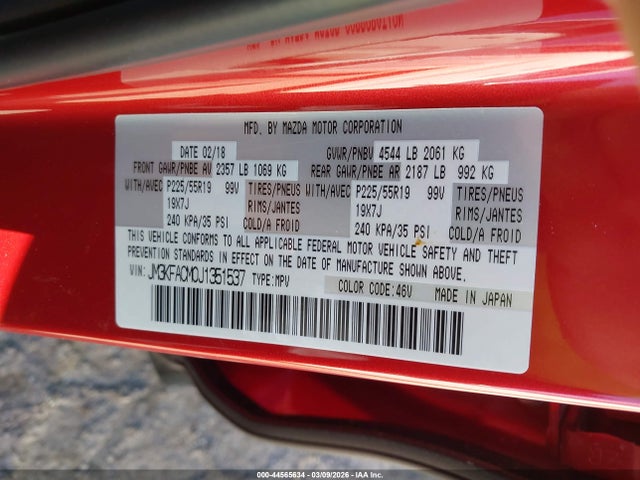 MFD. BY MAZDA MOTOR CORPORATION
DATE 02/18 GVWR/PNBV 4544 LB 2061 KG
FRONT GAWR/PNBE AV 2357 LB 1069 KG REAR GAWR/PNBE AR 2187 LB 992 KG
WITH/AVEC P225/55R19 99V TIRES/PNEUS WITH/AVEC P225/55R19 99V TIRES/PNEUS
19X7J RIMS/JANTES 19X7J RIMS/JANTES
240 KPA/35 PSI COLD/A FROID 240 KPA/35 PSI COLD/A FROID
THIS VEHICLE CONFORMS TO ALL APPLICABLE FEDERAL MOTOR VEHICLE SAFETY AND THEFT
PREVENTION STANDARDS IN EFFECT ON THE DATE OF MANUFACTURE SHOWN ABOVE.
VIN: JM3KFACM0J1351537 TYPE:MPV COLOR CODE:46V MADE IN JAPAN
000-44565634 | 03/09/2026 | IAA Inc.